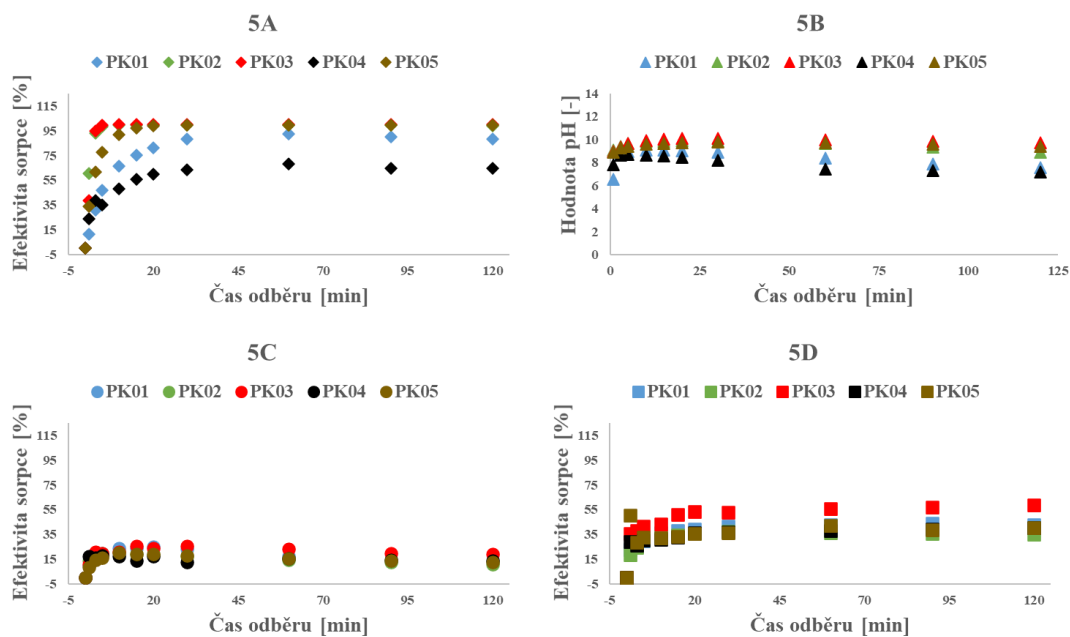 5A
PK01 PK02 PK03 PK04 PK05
Efektivita sorpce [%]
115
95
75
55
35
15
-5
-5 20 45 70 95 120
Čas odběru [min]
5B
PK01 PK02 PK03 PK04 PK05
Hodnota pH [-]
14
12
10
8
6
4
2
0
0 25 50 75 100 125
Čas odběru [min]
5C
PK01 PK02 PK03 PK04 PK05
Efektivita sorpce [%]
115
95
75
55
35
15
-5
-5 20 45 70 95 120
Čas odběru [min]
5D
PK01 PK02 PK03 PK04 PK05
Efektivita sorpce [%]
115
95
75
55
35
15
-5
-5 20 45 70 95 120
Čas odběru [min]